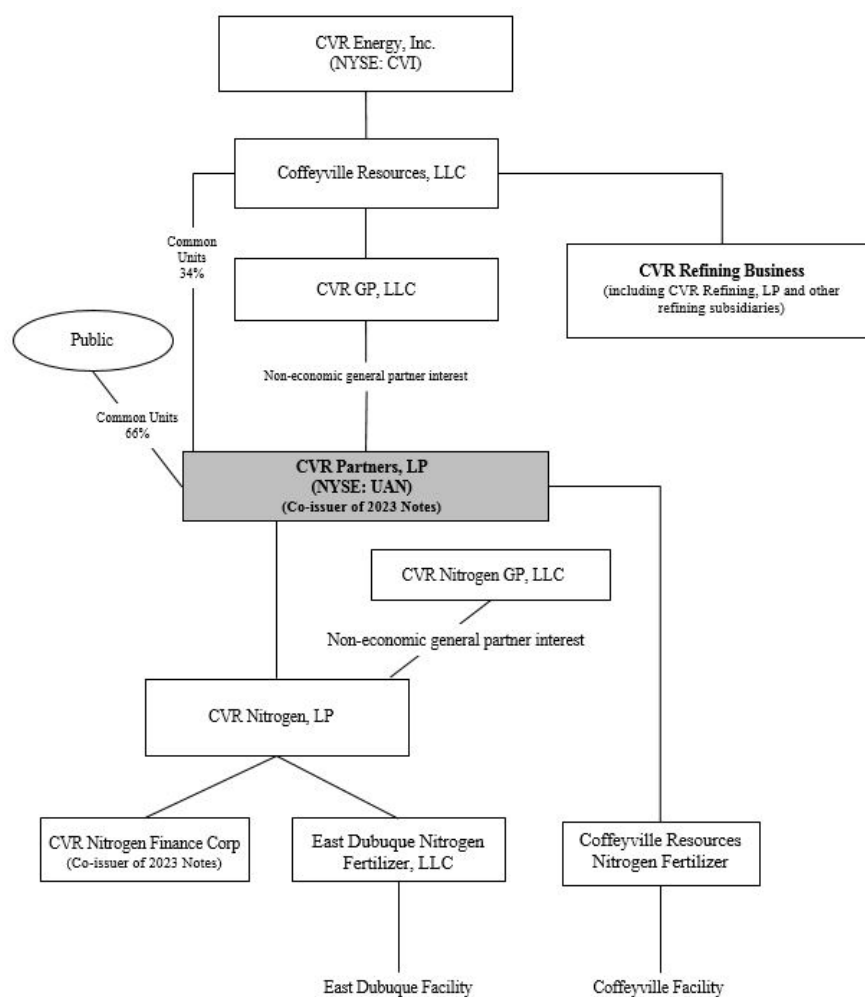 CVR Energy, Inc.
(NYSE: CVI)
Coffeyville Resources, LLC
Common
Units
34%
CVR GP, LLC
CVR Refining Business
(including CVR Refining, LP and other
refining subsidiaries)
Public
Non-economic general partner interest
Common Units
66%
CVR Partners, LP
(NYSE: UAN)
(Co-issuer of 2023 Notes)
CVR Nitrogen GP, LLC
Non-economic general partner interest
CVR Nitrogen, LP
CVR Nitrogen Finance Corp
(Co-issuer of 2023 Notes)
East Dubuque Nitrogen
Fertilizer, LLC
Coffeyville Resources
Nitrogen Fertilizer
East Dubuque Facility
Coffeyville Facility